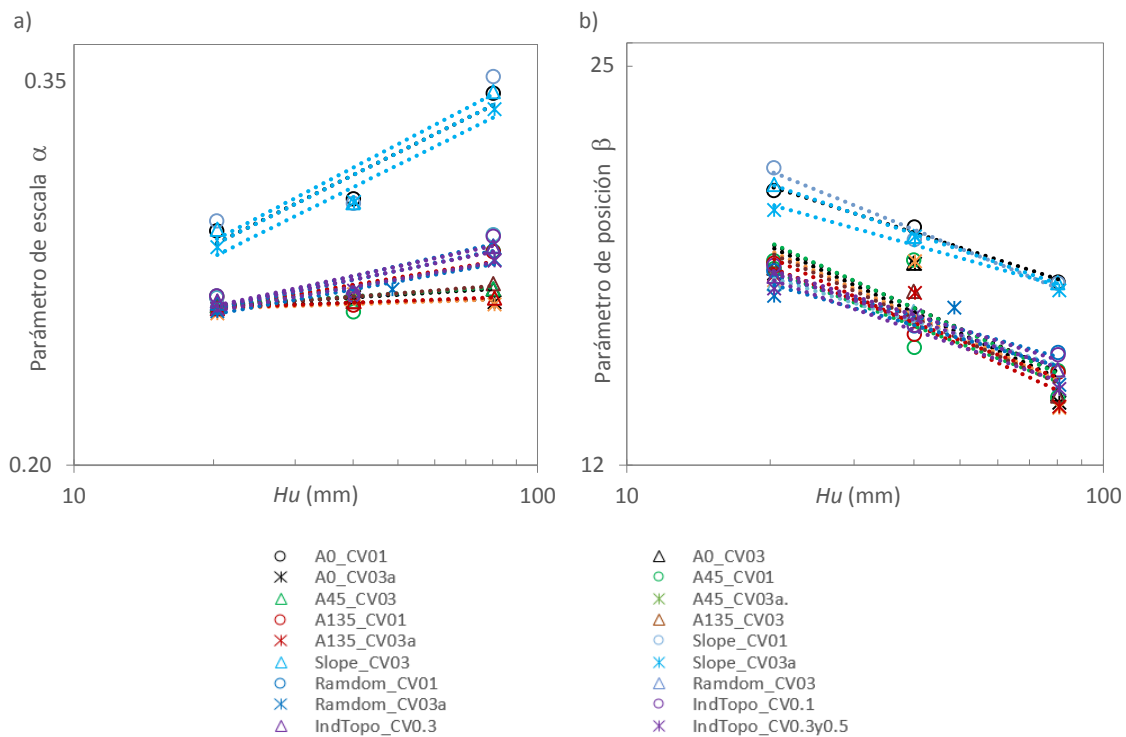 a)
b)
0.35
0.20
Parámetro de escala α
10
Hu (mm)
100
25
12
Parámetro de posición β
10
Hu (mm)
100
A0_CV01
A0_CV03
A0_CV03a
A45_CV01
A45_CV03
A45_CV03a.
A135_CV01
A135_CV03
A135_CV03a
Slope_CV01
Slope_CV03
Slope_CV03a
Ramdom_CV01
Ramdom_CV03
Ramdom_CV03a
IndTopo_CV0.1
IndTopo_CV0.3
IndTopo_CV0.3y0.5